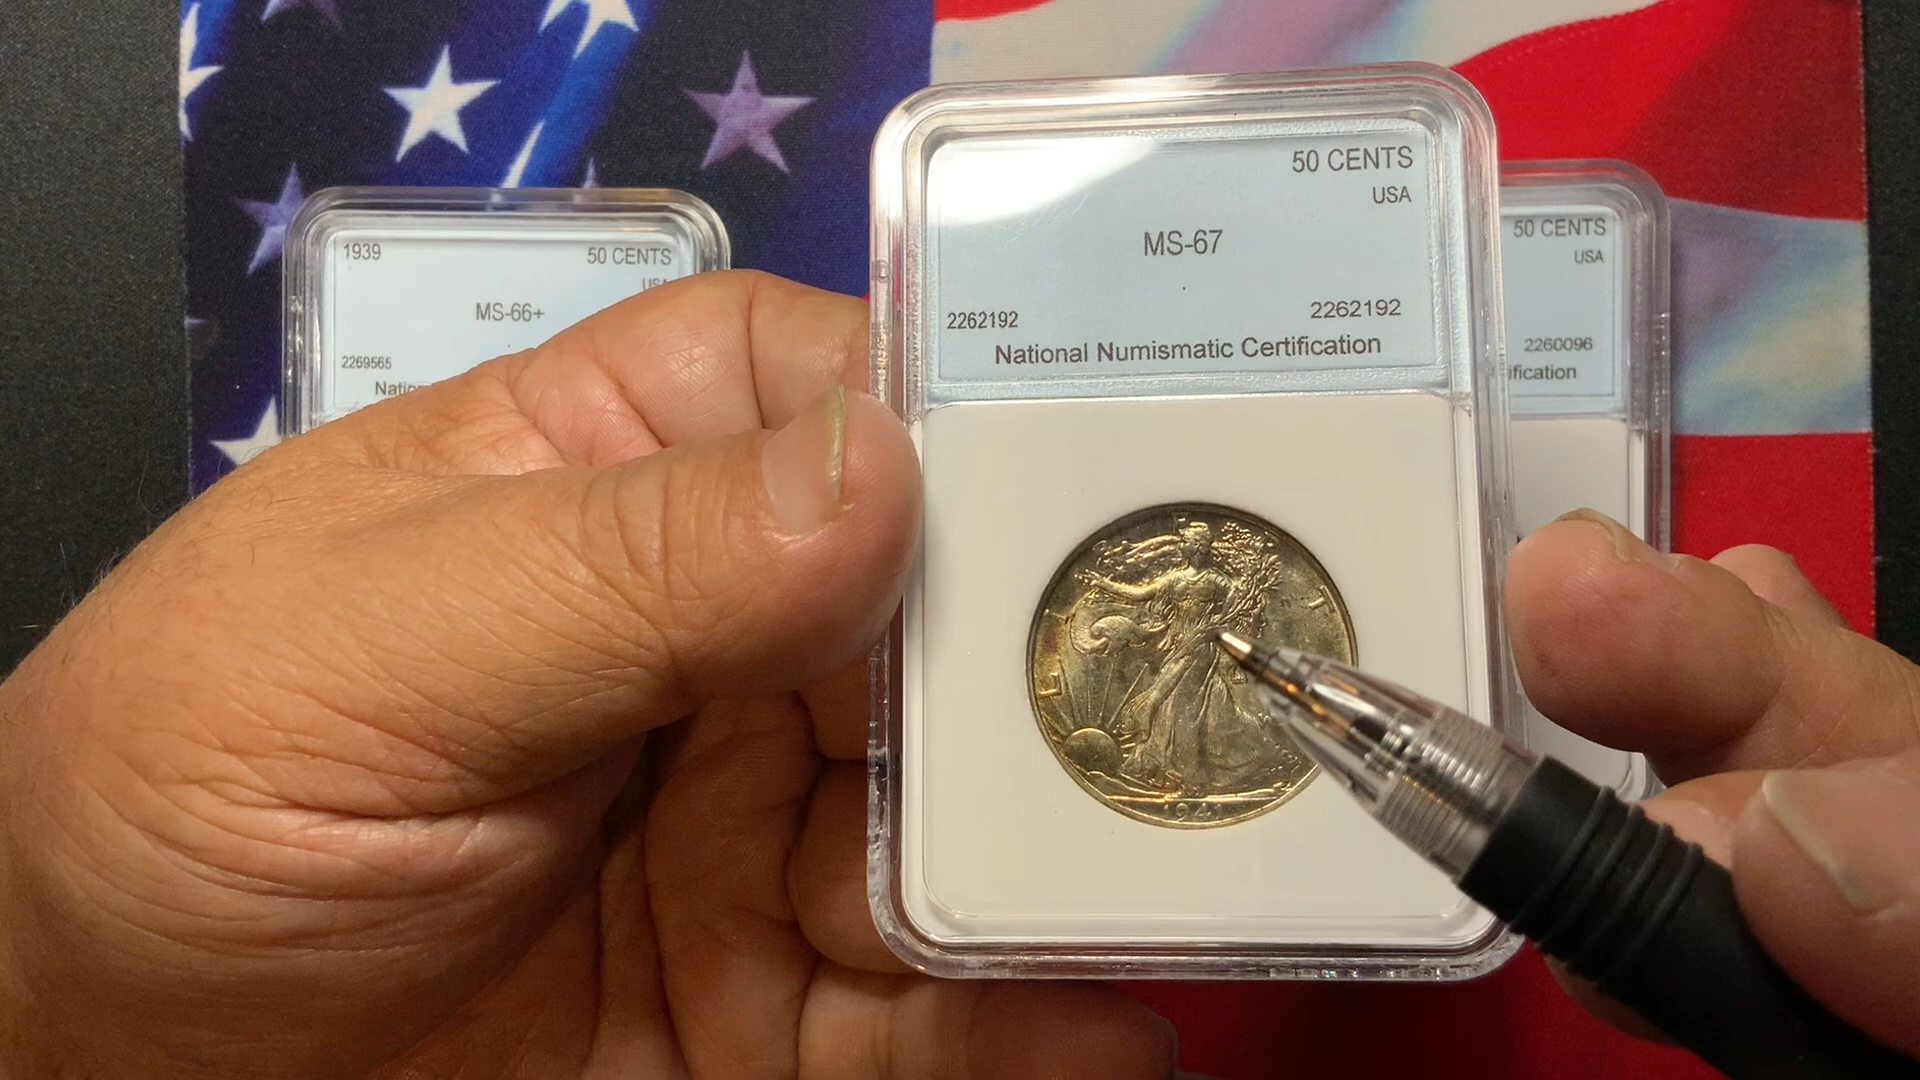 1939
50 CENTS
USA
MS-66+
2269565
50 CENTS
USA
MS-67
2262192
2262192
National Numismatic Certification
50 CENTS
USA
2260096